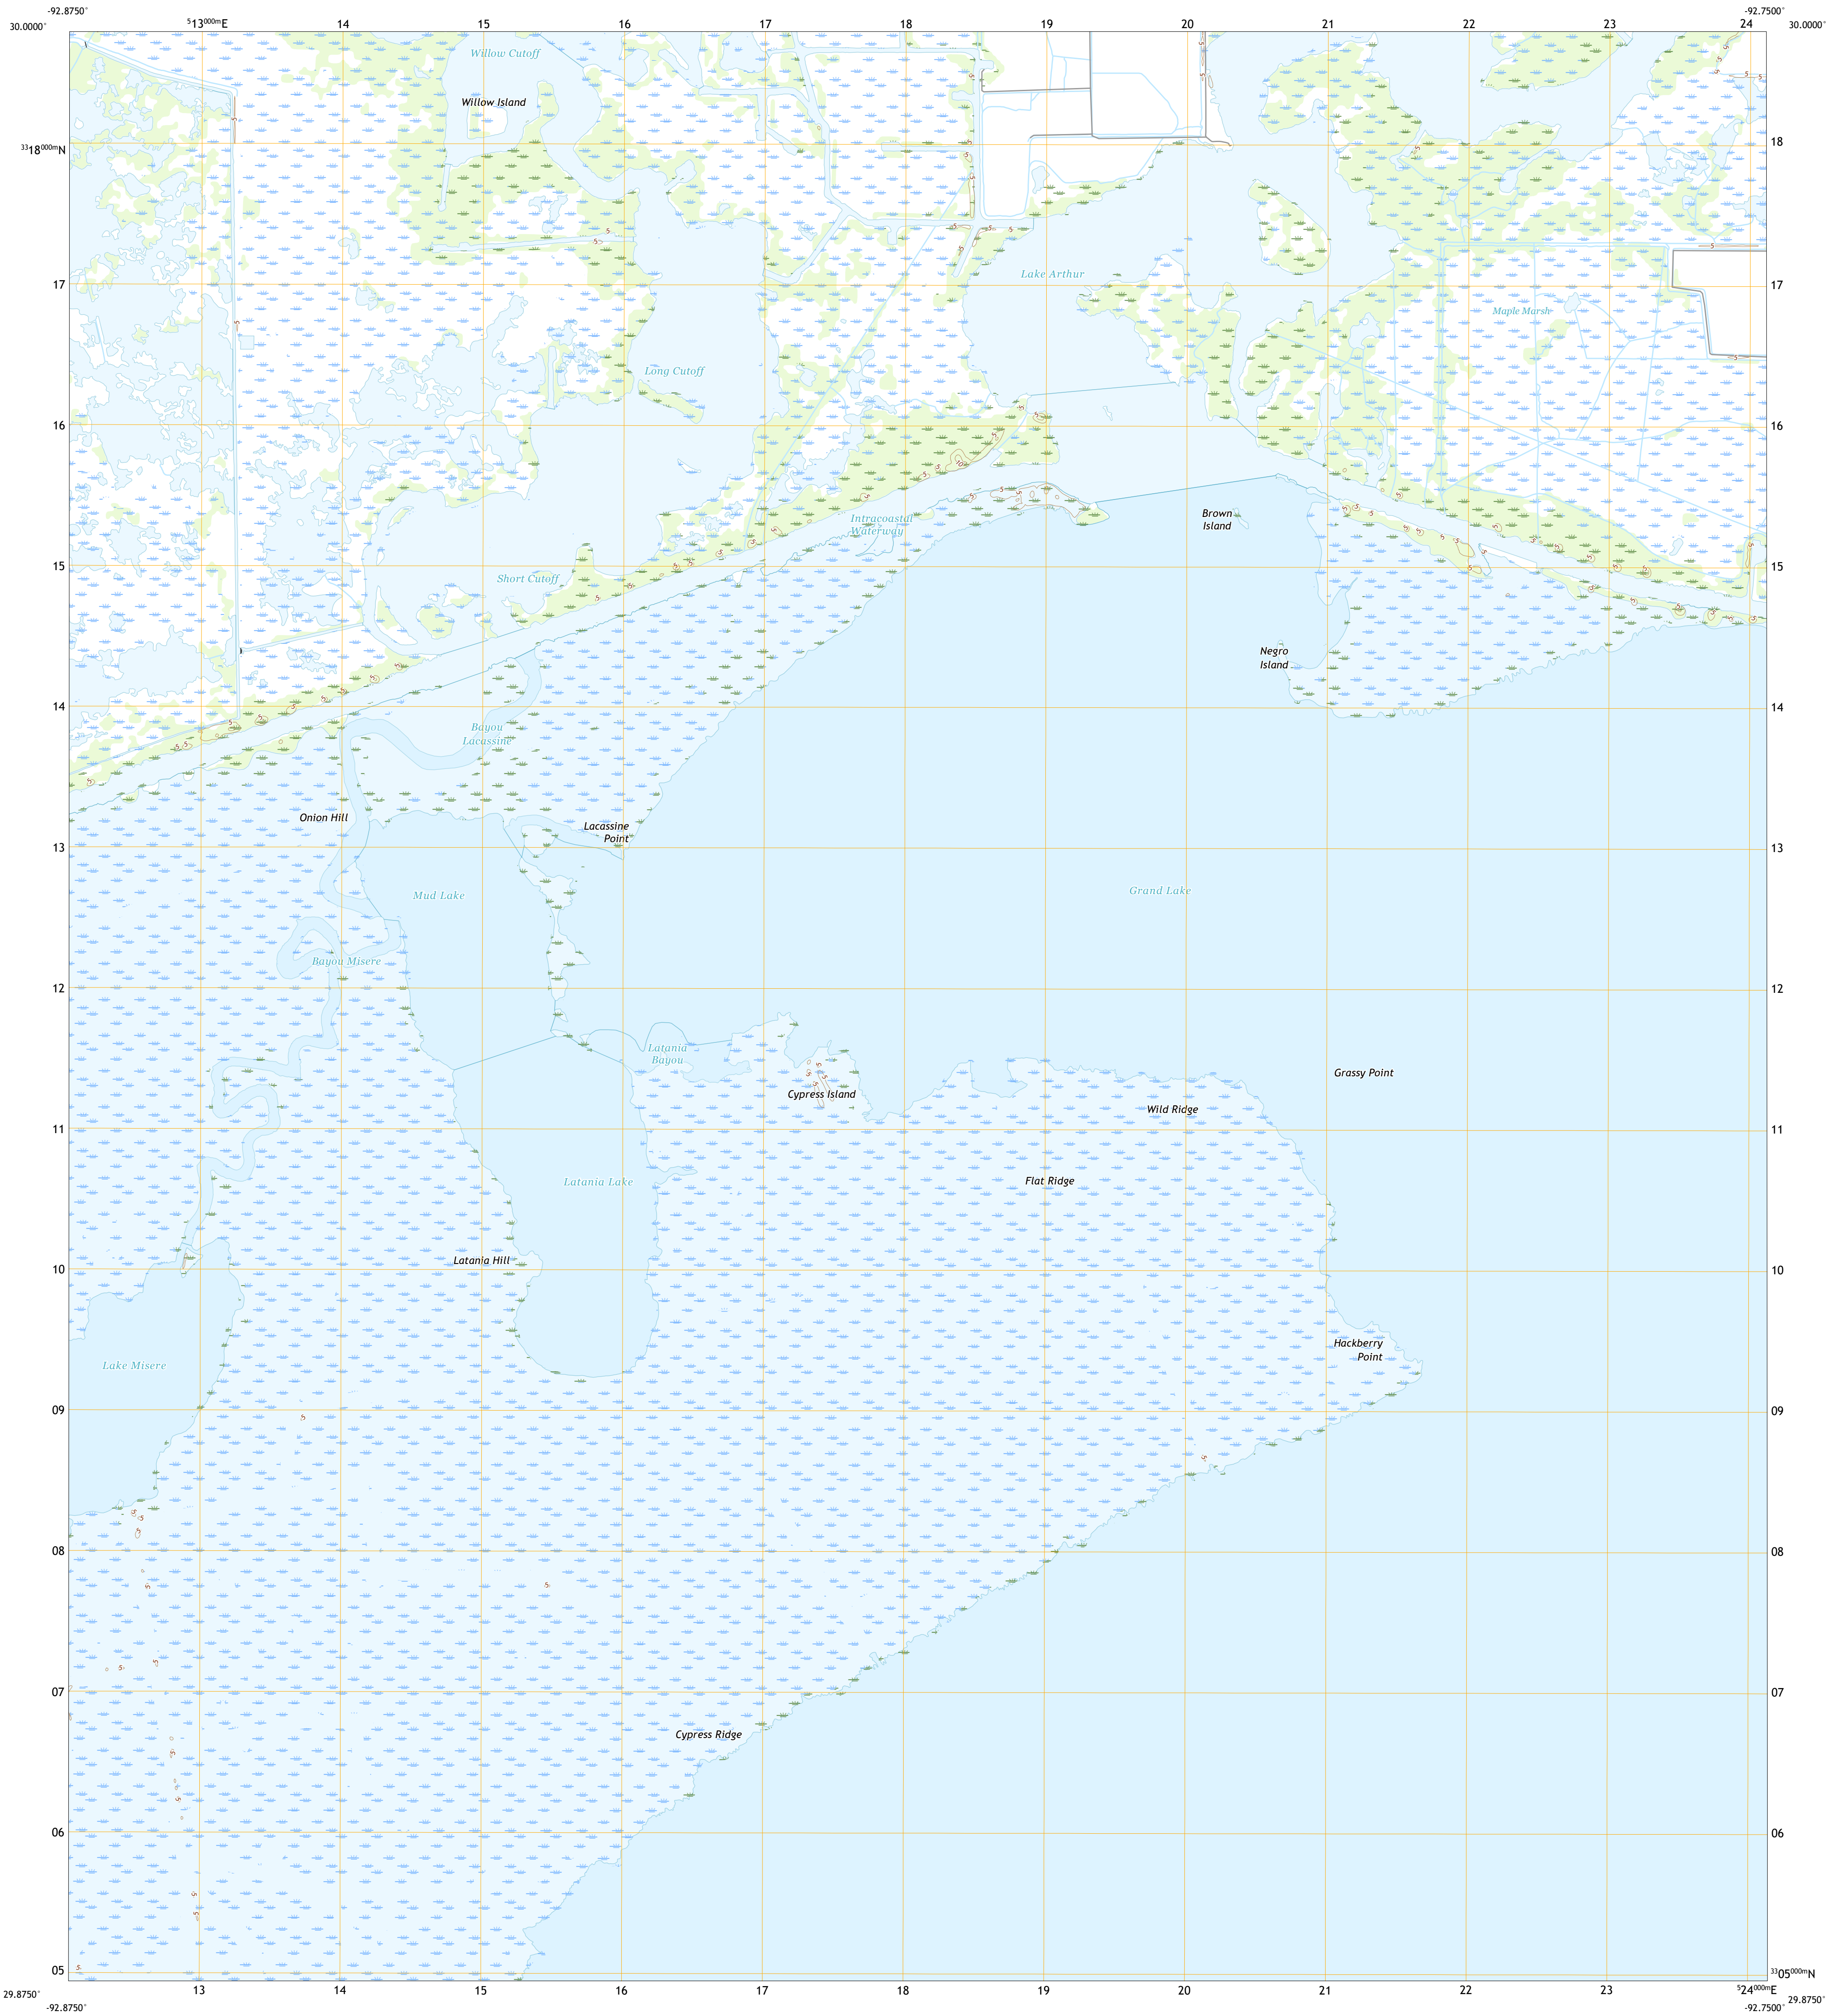 -92.8750°
-92.7500°
30.0000°
513000mE
14
15
16
17
18
19
20
21
22
23
24
30.0000°
Willow Cutoff
Willow Island
3318000mN
18
Lake Arthur
17
17
Maple Marsh
Long Cutoff
16
16
10
Brown
Island
Intracoastal
Waterway
15
15
Short Cutoff
Negro
Island
14
14
Bayou
Lacassine
Onion Hill
Lacassine
Point
13
13
Mud Lake
Grand Lake
Bayou Misere
12
12
Latania
Bayou
Grassy Point
Cypress Island
Wild Ridge
11
11
Latania Lake
Flat Ridge
Latania Hill
10
10
Hackberry
Point
Lake Misere
09
09
08
08
07
07
Cypress Ridge
06
06
05
3305000mN
29.8750°
13
14
15
16
17
18
19
20
21
22
23
524000mE
29.8750°
-92.8750°
-92.7500°